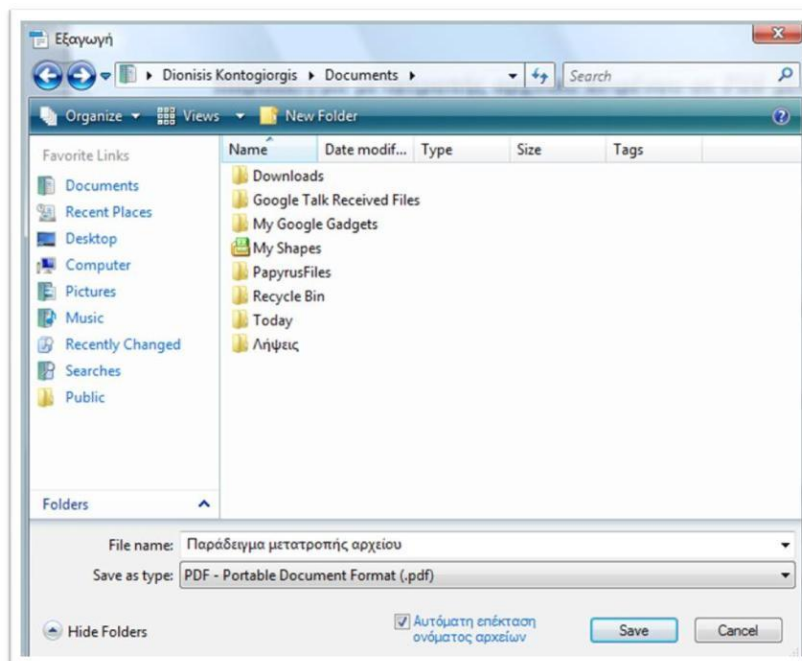 Εξαγωγή
Dionisis Kontogiorgis Documents Search
Organize Views New Folder
Favorite Links
Documents
Recent Places
Desktop
Computer
Pictures
Music
Recently Changed
Searches
Public
Folders
Name Date modif... Type Size Tags
Downloads
Google Talk Received Files
My Google Gadgets
My Shapes
PapyrusFiles
Recycle Bin
Today
Λήψεις
File name: Παράδειγμα μετατροπής αρχείου
Save as type: PDF - Portable Document Format (.pdf)
Hide Folders
Αυτόματη επέκταση
ονόματος αρχείων
Save Cancel